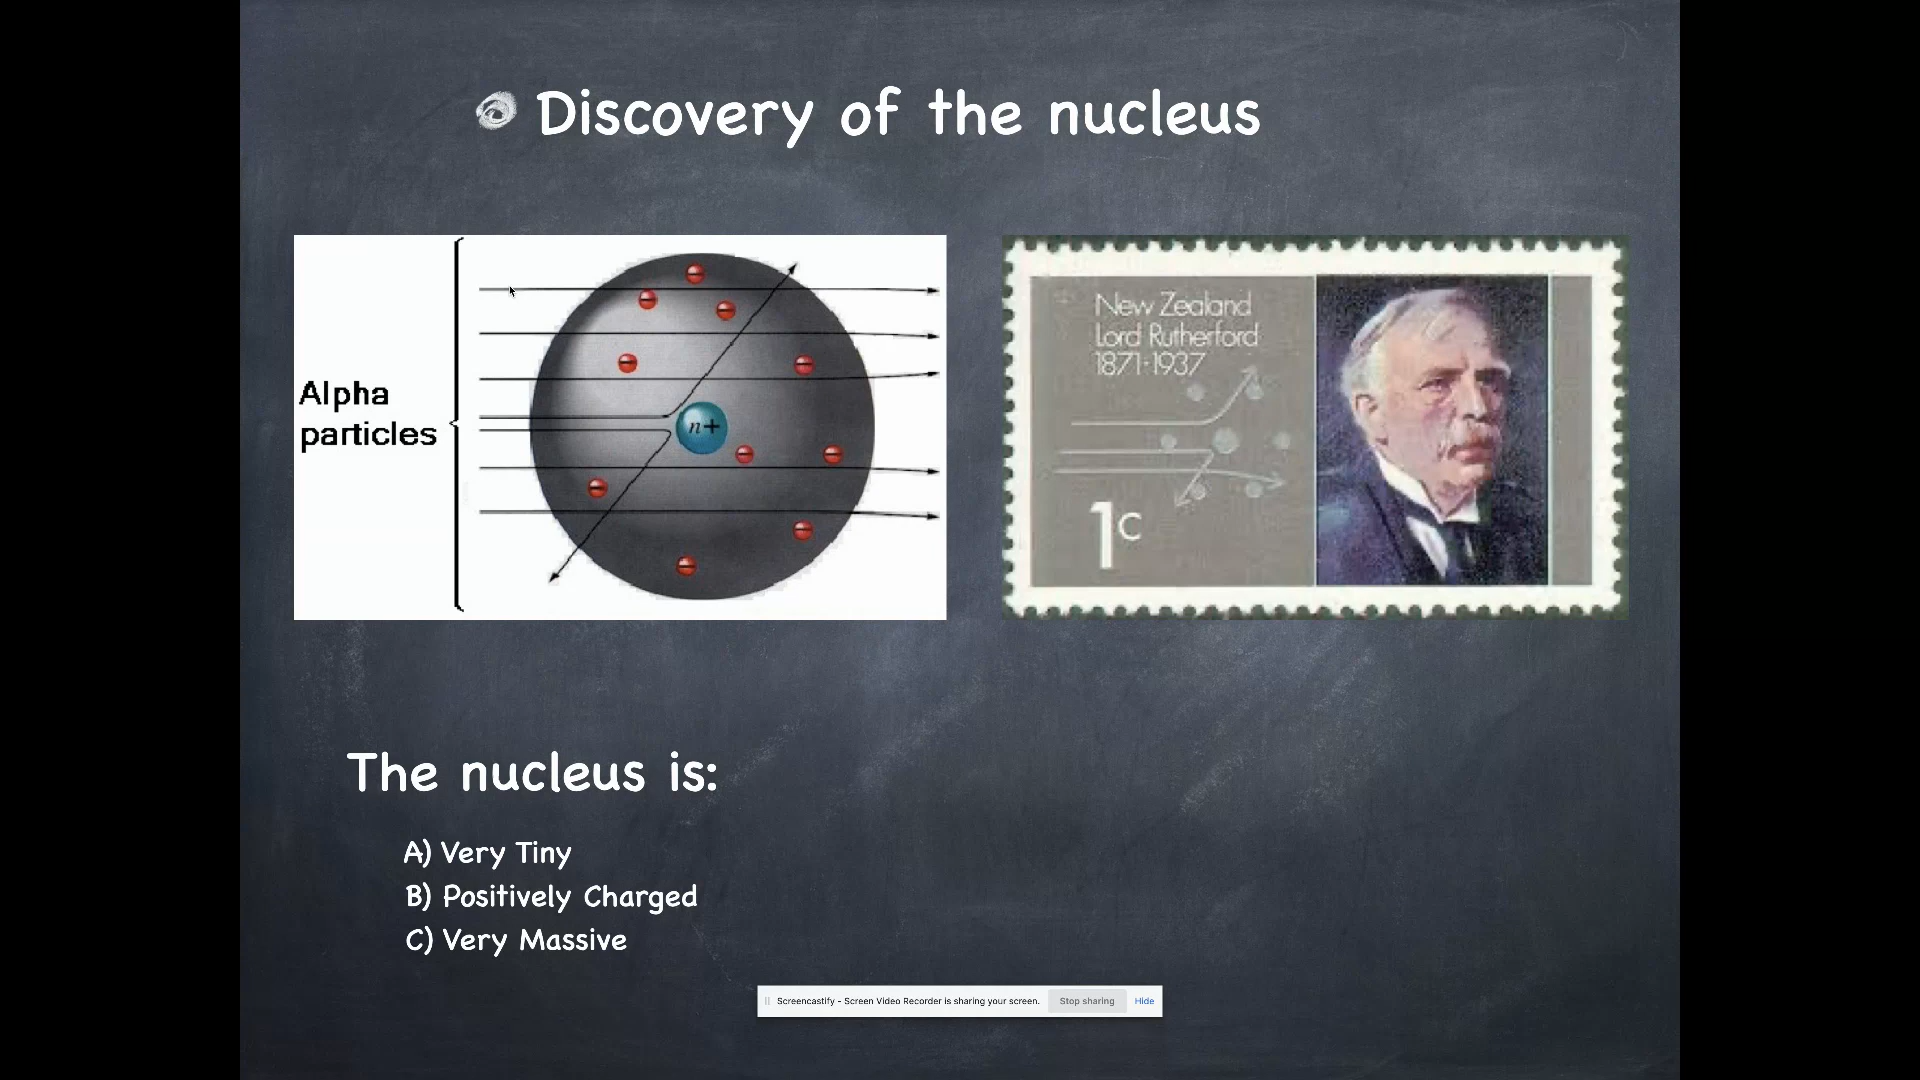 Discovery of the nucleus
Alpha
particles
n+
New Zealand
Lord Rutherford
1871-1937
1c
The nucleus is:
A) Very Tiny
B) Positively Charged
C) Very Massive
Screencastify - Screen Video Recorder is sharing your screen. Stop sharing Hide